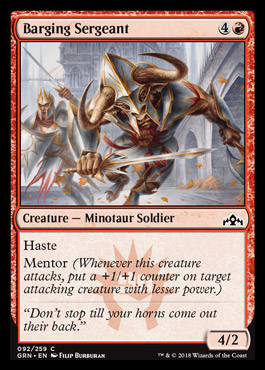 Barging Sergeant 4
Creature — Minotaur Soldier
Haste
Mentor (Whenever this creature
attacks, put a +1/+1 counter on target
attacking creature with lesser power.)
“Don’t stop till your horns come out
their back.”
4/2
092/259 C
GRN • EN Filip Burburan
™ & © 2018 Wizards of the Coast